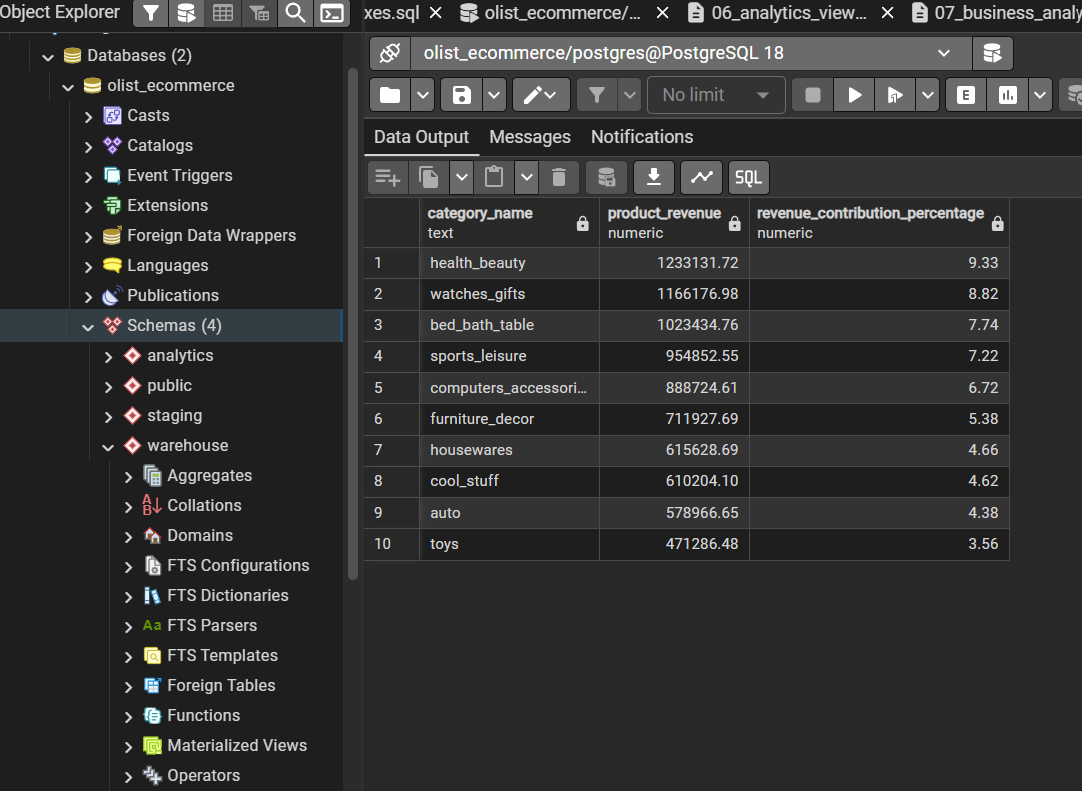 Object Explorer
Databases (2)
olist_ecommerce
Casts
Catalogs
Event Triggers
Extensions
Foreign Data Wrappers
Languages
Publications
Schemas (4)
analytics
public
staging
warehouse
Aggregates
Collations
Domains
FTS Configurations
FTS Dictionaries
Aa FTS Parsers
FTS Templates
Foreign Tables
Functions
Materialized Views
Operators
xes.sql olist_ecommerce/... 06_analytics_view... 07_business_analy
olist_ecommerce/postgres@PostgreSQL 18
No limit E
Data Output Messages Notifications
SQL
category_name product_revenue revenue_contribution_percentage
text numeric numeric
1 health_beauty 1233131.72 9.33
2 watches_gifts 1166176.98 8.82
3 bed_bath_table 1023434.76 7.74
4 sports_leisure 954852.55 7.22
5 computers_accessori... 888724.61 6.72
6 furniture_decor 711927.69 5.38
7 housewares 615628.69 4.66
8 cool_stuff 610204.10 4.62
9 auto 578966.65 4.38
10 toys 471286.48 3.56